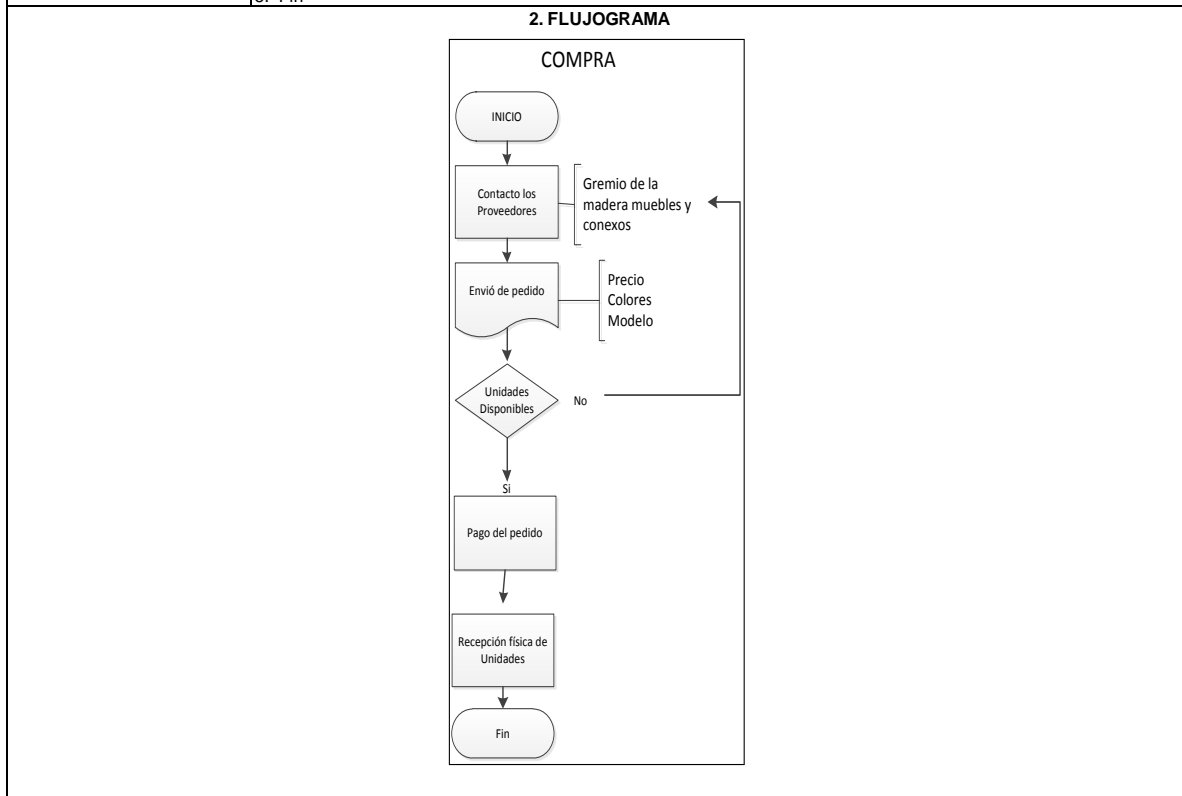 2. FLUJOGRAMA
COMPRA
INICIO
Contacto los
Proveedores
Gremio de la
madera muebles y
conexos
Envió de pedido
Precio
Colores
Modelo
Unidades
Disponibles
No
Si
Pago del pedido
Recepción física de
Unidades
Fin